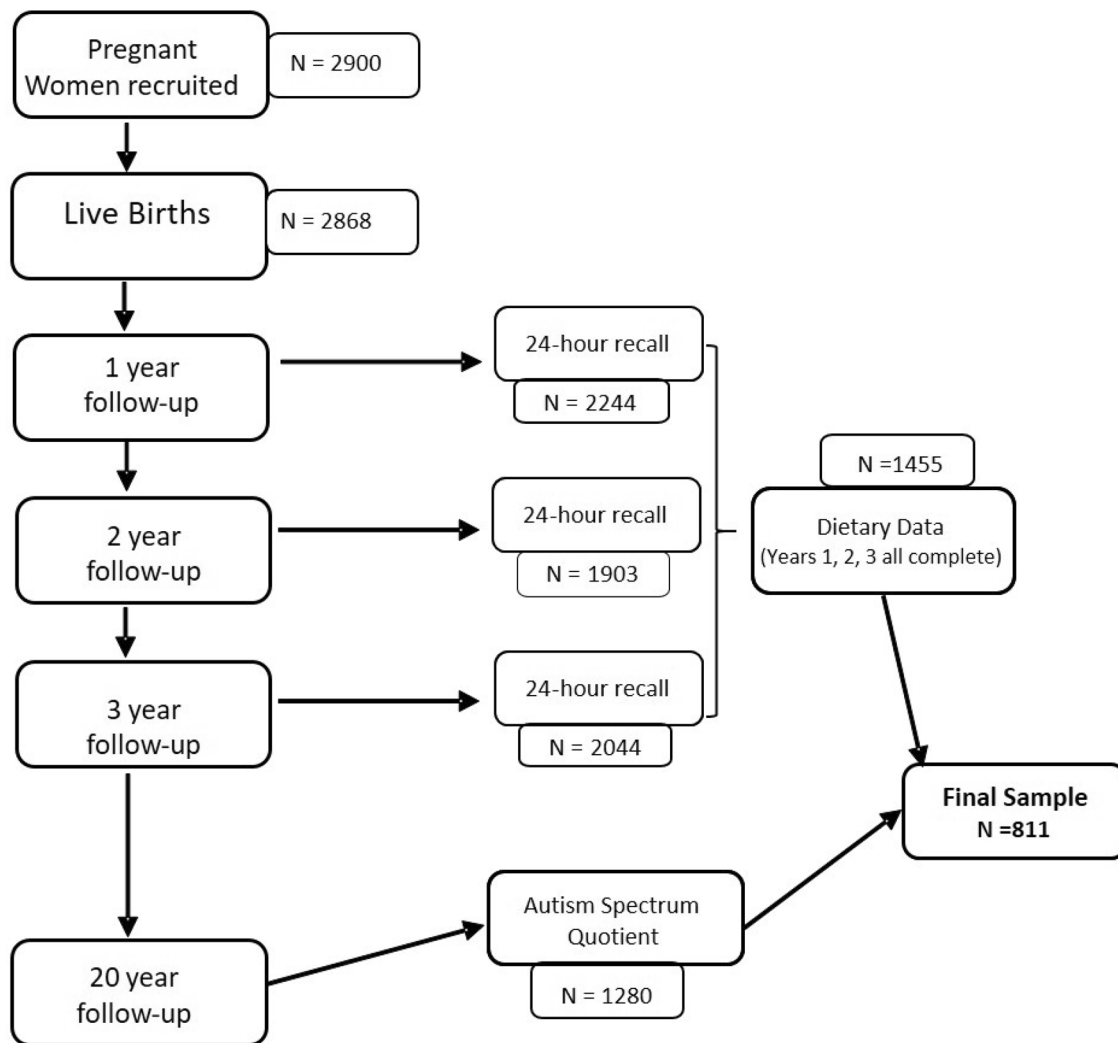 Pregnant
Women recruited
N = 2900
Live Births
N = 2868
1 year
follow-up
24-hour recall
N = 2244
2 year
follow-up
24-hour recall
N = 1903
3 year
follow-up
24-hour recall
N = 2044
N =1455
Dietary Data
(Years 1, 2, 3 all complete)
20 year
follow-up
Autism Spectrum
Quotient
N = 1280
Final Sample
N =811